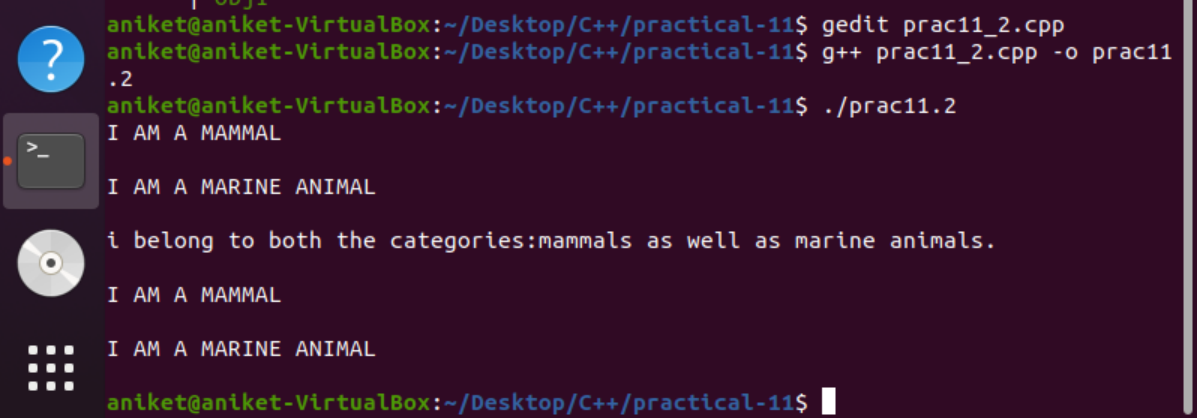 | obj1
aniket@aniket-VirtualBox:~/Desktop/C++/practical-11$ gedit prac11_2.cpp
aniket@aniket-VirtualBox:~/Desktop/C++/practical-11$ g++ prac11_2.cpp -o prac11
.2
aniket@aniket-VirtualBox:~/Desktop/C++/practical-11$ ./prac11.2
I AM A MAMMAL
I AM A MARINE ANIMAL
i belong to both the categories:mammals as well as marine animals.
I AM A MAMMAL
I AM A MARINE ANIMAL
aniket@aniket-VirtualBox:~/Desktop/C++/practical-11$